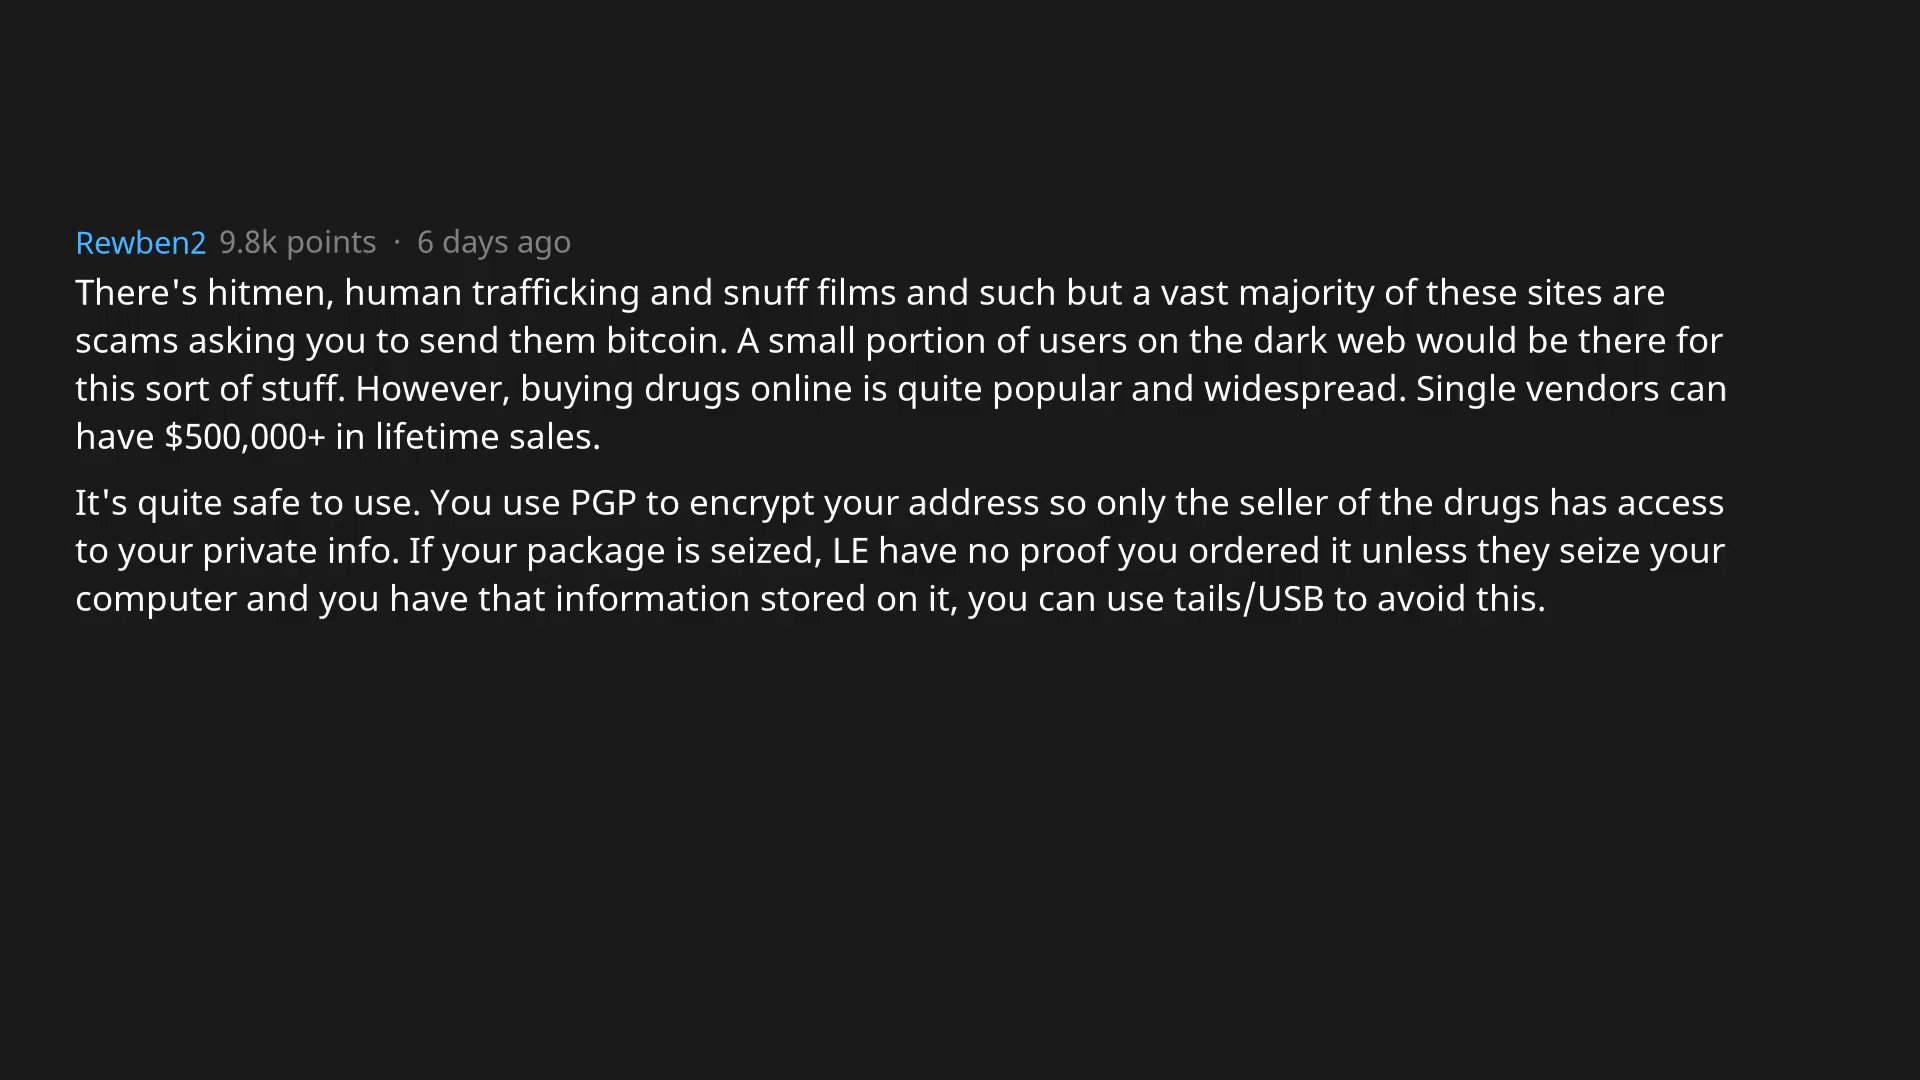 Rewben2 9.8k points · 6 days ago
There's hitmen, human trafficking and snuff films and such but a vast majority of these sites are
scams asking you to send them bitcoin. A small portion of users on the dark web would be there for
this sort of stuff. However, buying drugs online is quite popular and widespread. Single vendors can
have $500,000+ in lifetime sales.
It's quite safe to use. You use PGP to encrypt your address so only the seller of the drugs has access
to your private info. If your package is seized, LE have no proof you ordered it unless they seize your
computer and you have that information stored on it, you can use tails/USB to avoid this.